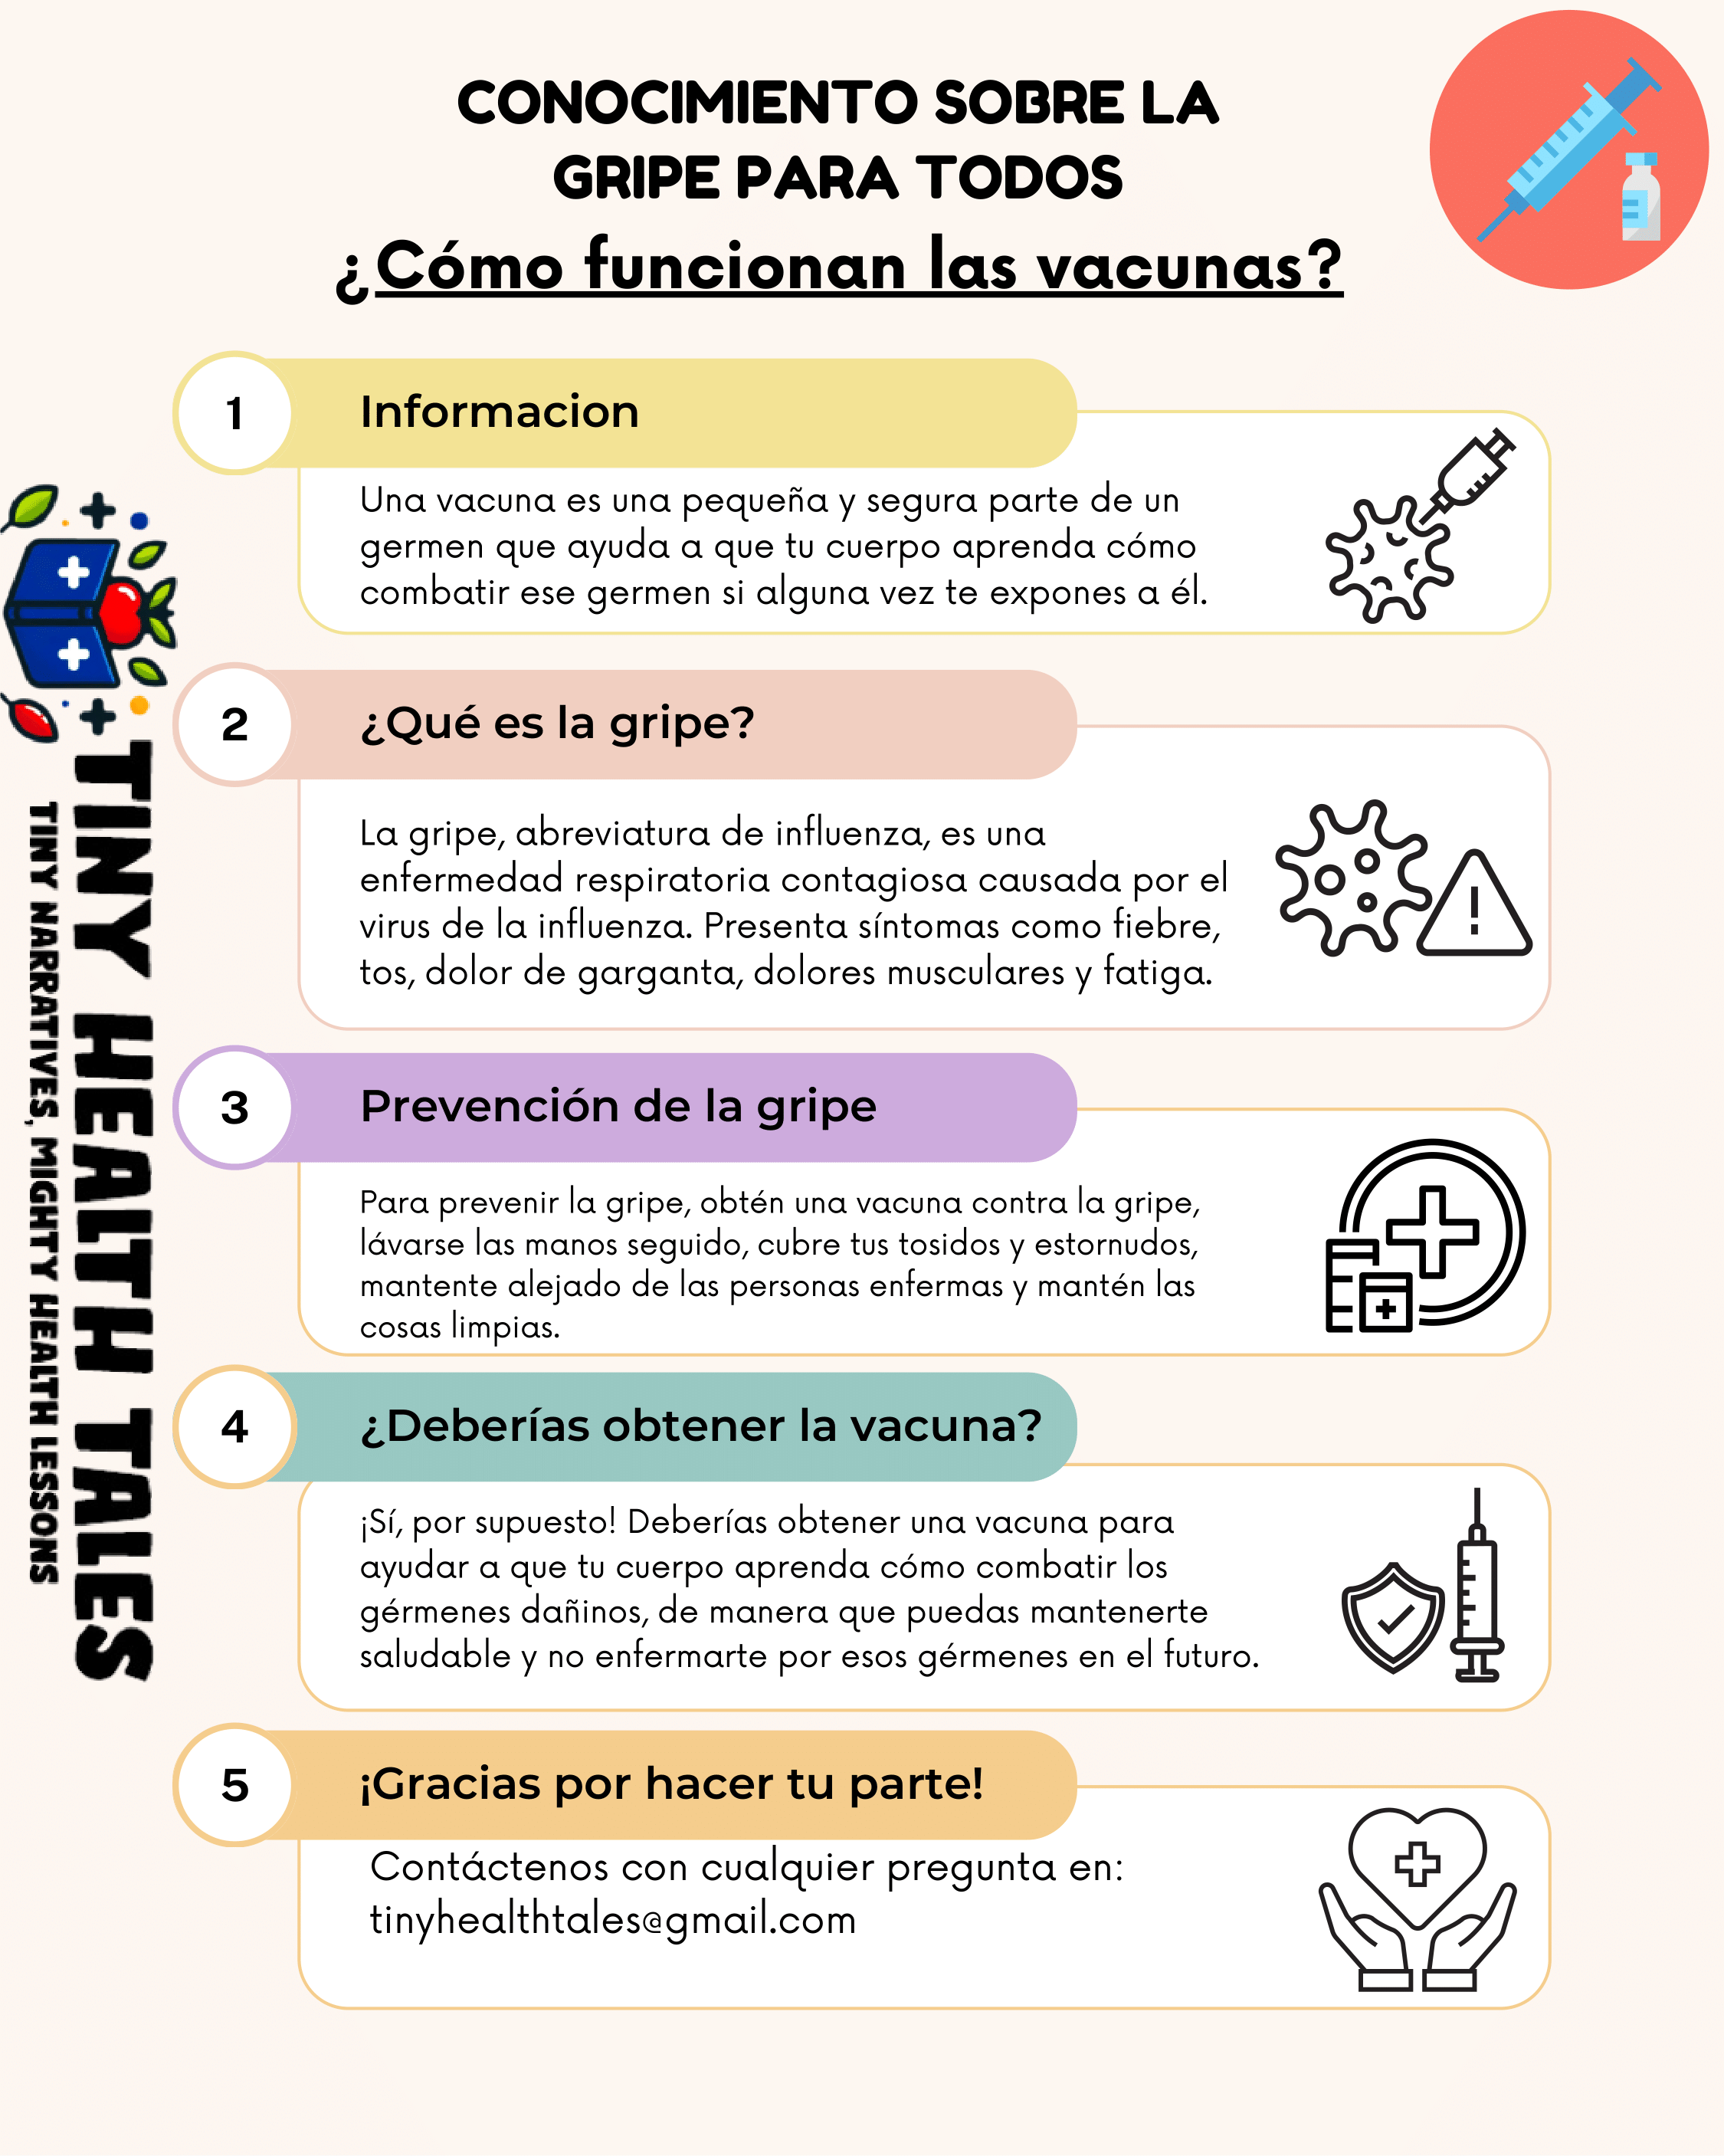 CONOCIMIENTO SOBRE LA
GRIPE PARA TODOS
¿Cómo funcionan las vacunas?
1
Informacion
Una vacuna es una pequeña y segura parte de un
germen que ayuda a que tu cuerpo aprenda cómo
combatir ese germen si alguna vez te expones a él.
2
¿Qué es la gripe?
La gripe, abreviatura de influenza, es una
enfermedad respiratoria contagiosa causada por el
virus de la influenza. Presenta síntomas como fiebre,
tos, dolor de garganta, dolores musculares y fatiga.
3
Prevención de la gripe
Para prevenir la gripe, obtén una vacuna contra la gripe,
lávarse las manos seguido, cubre tus tosidos y estornudos,
mantente alejado de las personas enfermas y mantén las
cosas limpias.
4
¿Deberías obtener la vacuna?
¡Sí, por supuesto! Deberías obtener una vacuna para
ayudar a que tu cuerpo aprenda cómo combatir los
gérmenes dañinos, de manera que puedas mantenerte
saludable y no enfermarte por esos gérmenes en el futuro.
5
¡Gracias por hacer tu parte!
Contáctenos con cualquier pregunta en:
tinyhealthtales@gmail.com
TINY HEALTH TALES
TINY NARRATIVES, MIGHTY HEALTH LESSONS